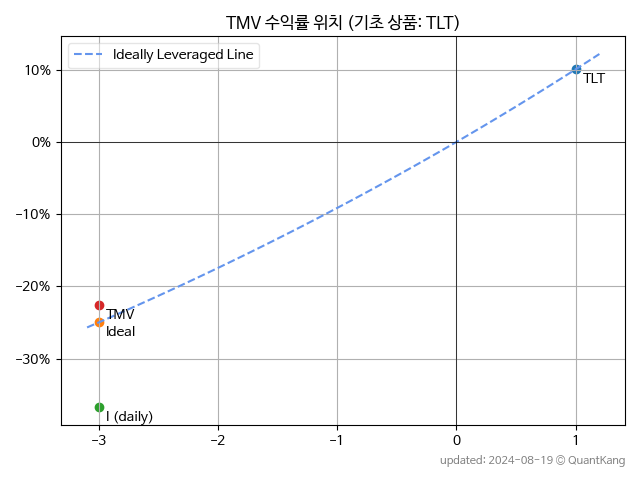 TMV 수익률 위치 (기초 상품: TLT)
Ideally Leveraged Line
10%
0%
−10%
−20%
−30%
TLT
TMV
Ideal
I (daily)
−3
−2
−1
0
1
updated: 2024-08-19 © QuantKang